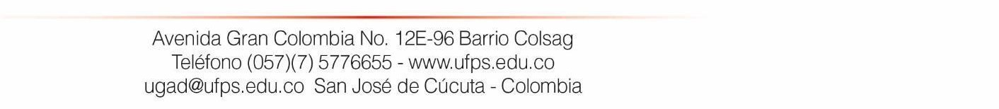 Avenida Gran Colombia No. 12E-96 Barrio Colsag
Teléfono (057)(7) 5776655 - www.ufps.edu.co
ugad@ufps.edu.co San José de Cúcuta - Colombia